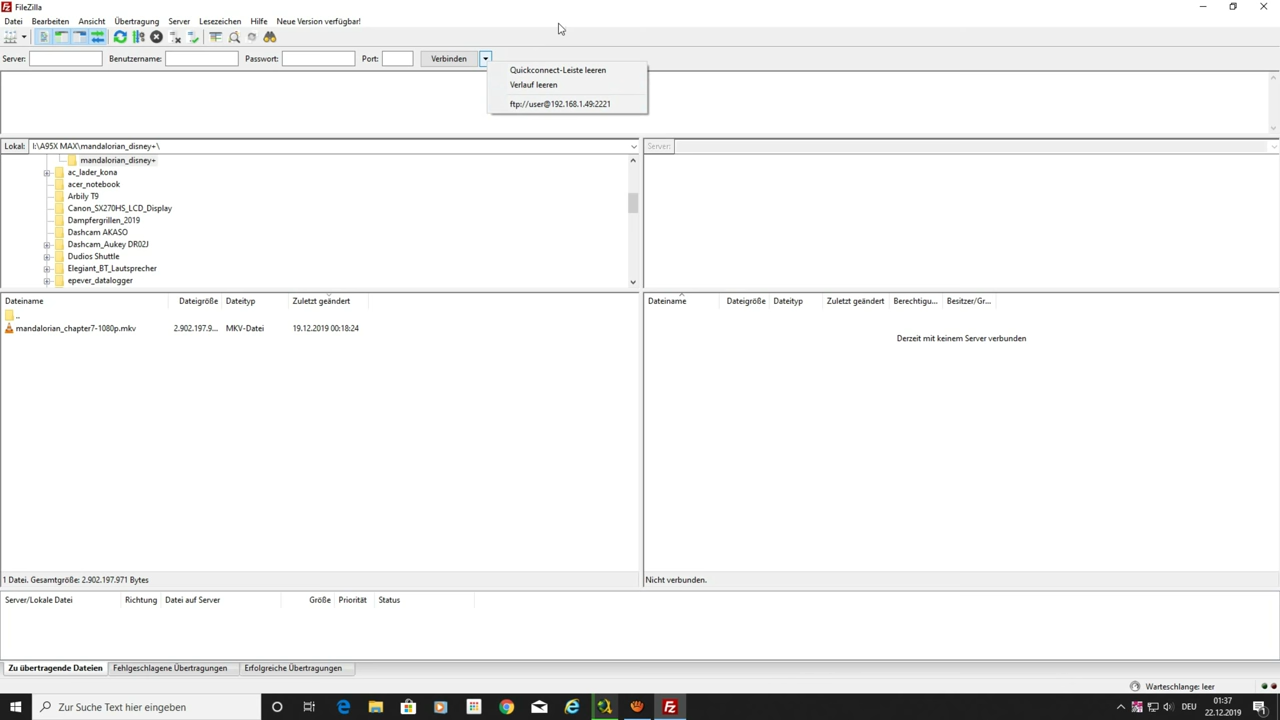 FileZilla
Datei Bearbeiten Ansicht Übertragung Server Lesezeichen Hilfe Neue Version verfügbar!
Server: Benutzername: Passwort: Port: Verbinden
Quickconnect-Leiste leeren
Verlauf leeren
ftp://user@192.168.1.49:2221
Lokal: I:\A95X MAX\mandalorian_disney+\ Server:
mandalorian_disney+
ac_lader_kona
acer_notebook
Arbily T9
Canon_SX270HS_LCD_Display
Dampfergrillen_2019
Dashcam AKASO
Dashcam_Aukey DR02J
Dudios Shuttle
Elegiant_BT_Lautsprecher
epever_datalogger
Dateiname Dateigröße Dateityp Zuletzt geändert Dateiname Dateigröße Dateityp Zuletzt geändert Berechtigu... Besitzer/Gr...
..
mandalorian_chapter7-1080p.mkv 2.902.197.9... MKV-Datei 19.12.2019 00:18:24
Derzeit mit keinem Server verbunden
1 Datei. Gesamtgröße: 2.902.197.971 Bytes Nicht verbunden.
Server/Lokale Datei Richtung Datei auf Server Größe Priorität Status
Zu übertragende Dateien Fehlgeschlagene Übertragungen Erfolgreiche Übertragungen
Warteschlange: leer
Zur Suche Text hier eingeben DEU 01:37
22.12.2019